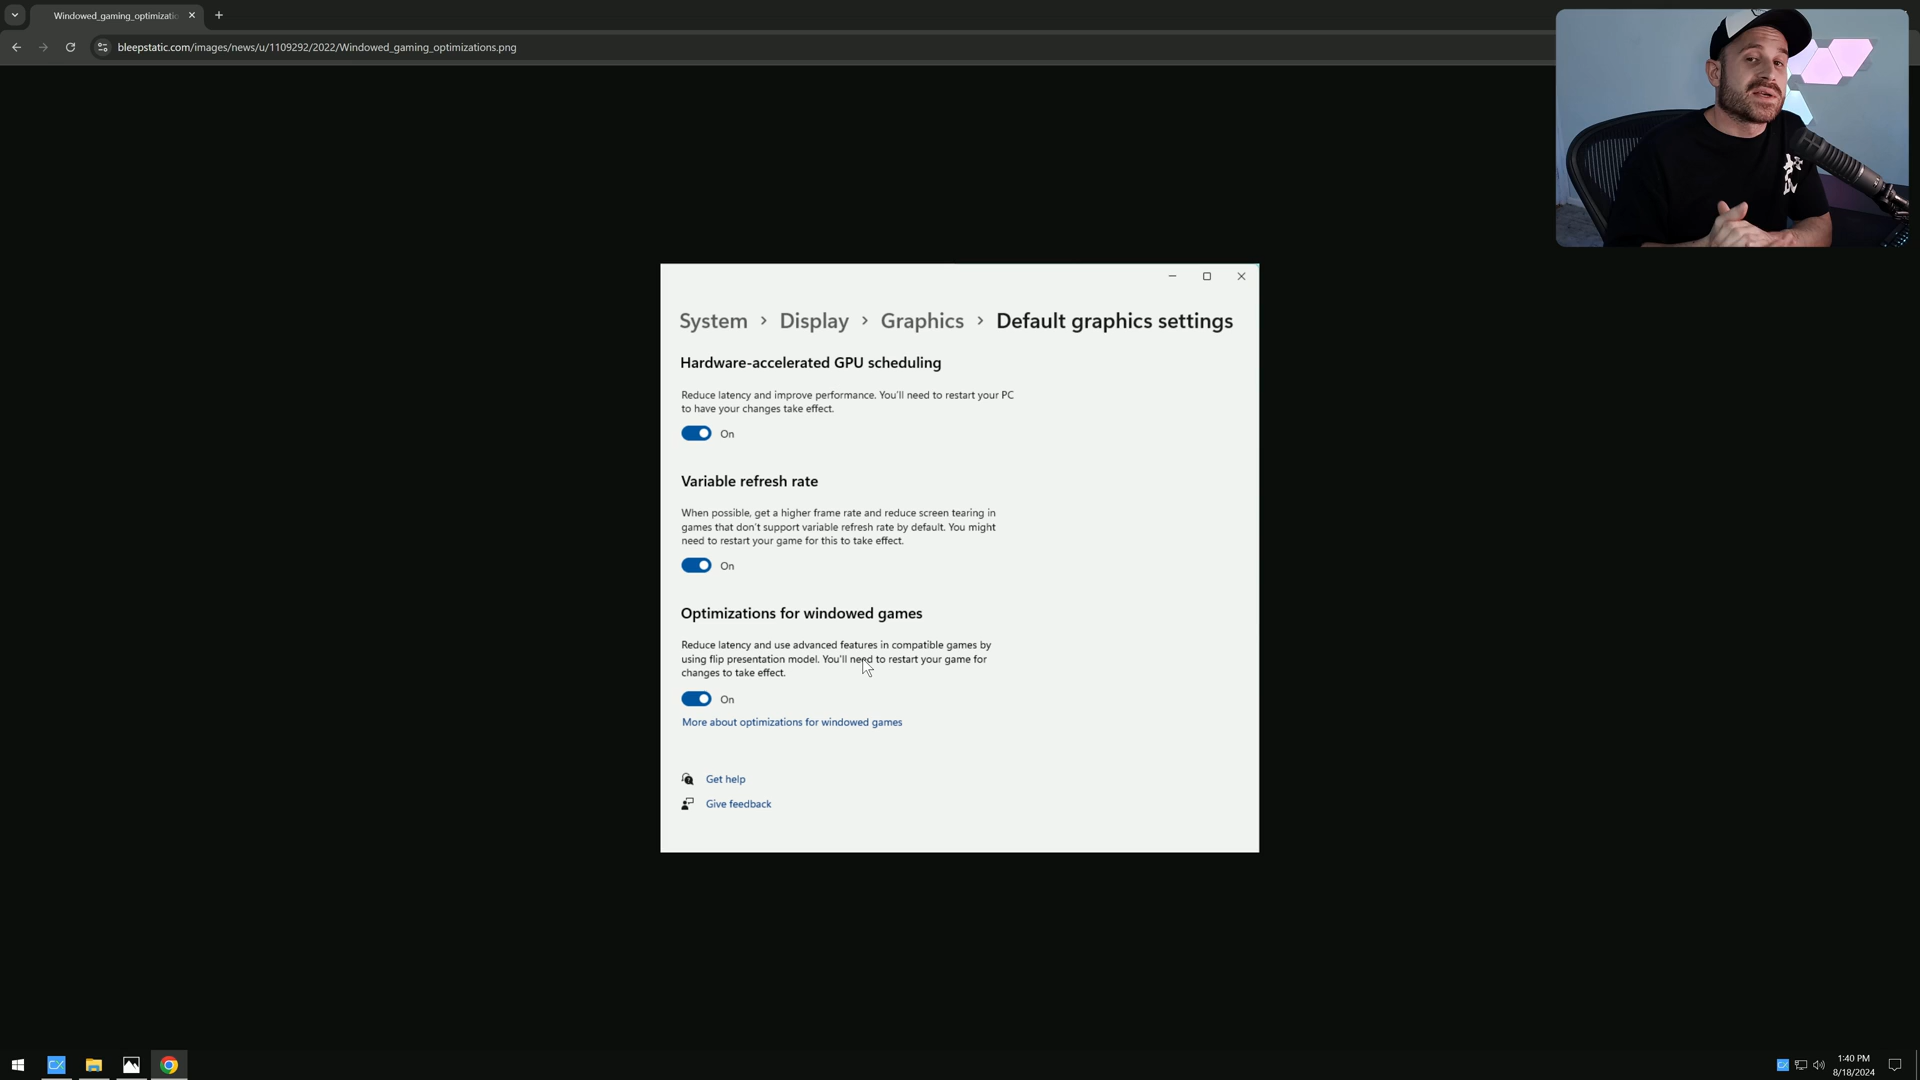 Windowed_gaming_optimizatio
bleepstatic.com/images/news/u/1109292/2022/Windowed_gaming_optimizations.png
System > Display > Graphics > Default graphics settings
Hardware-accelerated GPU scheduling
Reduce latency and improve performance. You'll need to restart your PC
to have your changes take effect.
On
Variable refresh rate
When possible, get a higher frame rate and reduce screen tearing in
games that don't support variable refresh rate by default. You might
need to restart your game for this to take effect.
On
Optimizations for windowed games
Reduce latency and use advanced features in compatible games by
using flip presentation model. You'll need to restart your game for
changes to take effect.
On
More about optimizations for windowed games
Get help
Give feedback
1:40 PM
8/18/2024